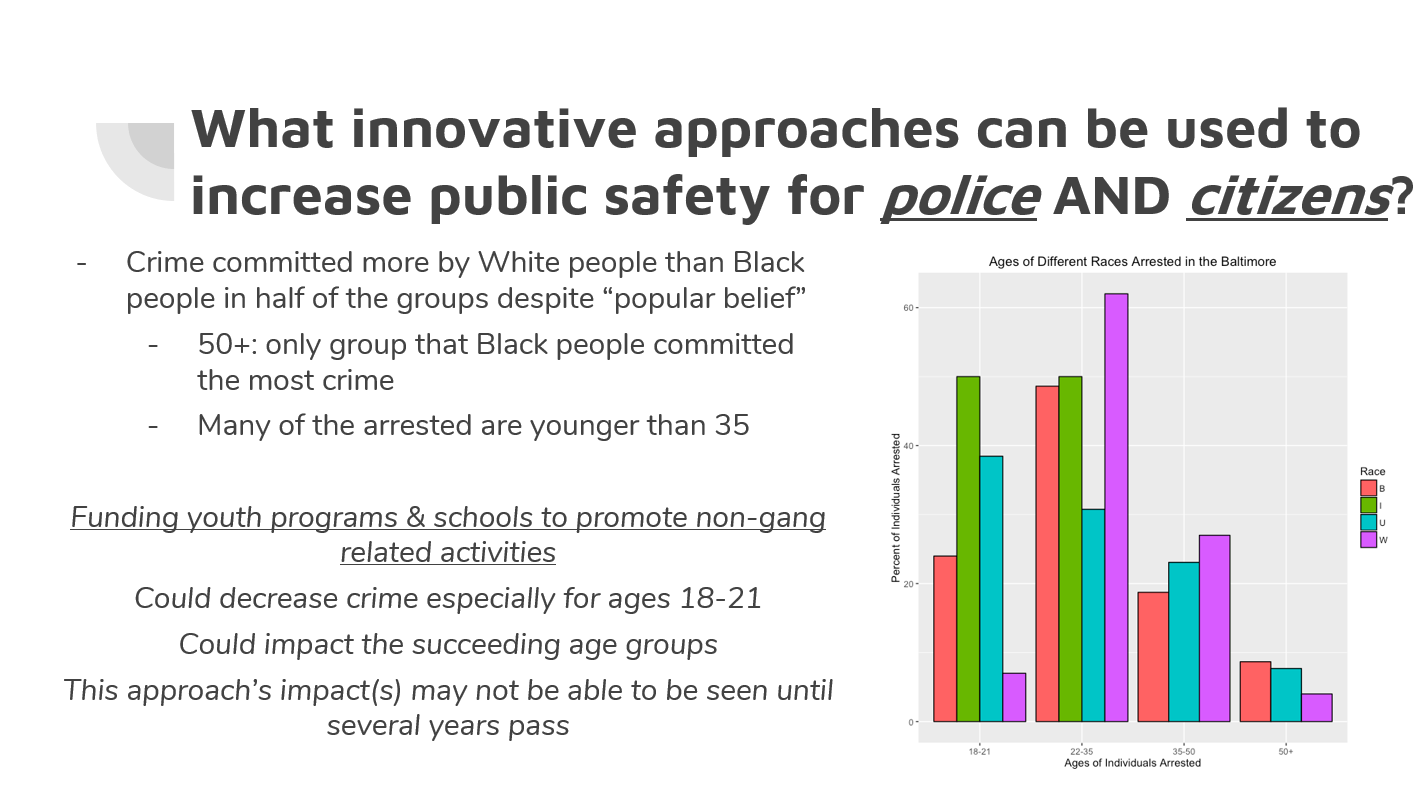 What innovative approaches can be used to
increase public safety for police AND citizens?
- Crime committed more by White people than Black
people in half of the groups despite “popular belief”
- 50+: only group that Black people committed
the most crime
- Many of the arrested are younger than 35
Funding youth programs & schools to promote non-gang
related activities
Could decrease crime especially for ages 18-21
Could impact the succeeding age groups
This approach’s impact(s) may not be able to be seen until
several years pass
Ages of Different Races Arrested in the Baltimore
Percent of Individuals Arrested
60
40
20
0
18-21 22-35 35-50 50+
Ages of Individuals Arrested
Race
B
I
U
W